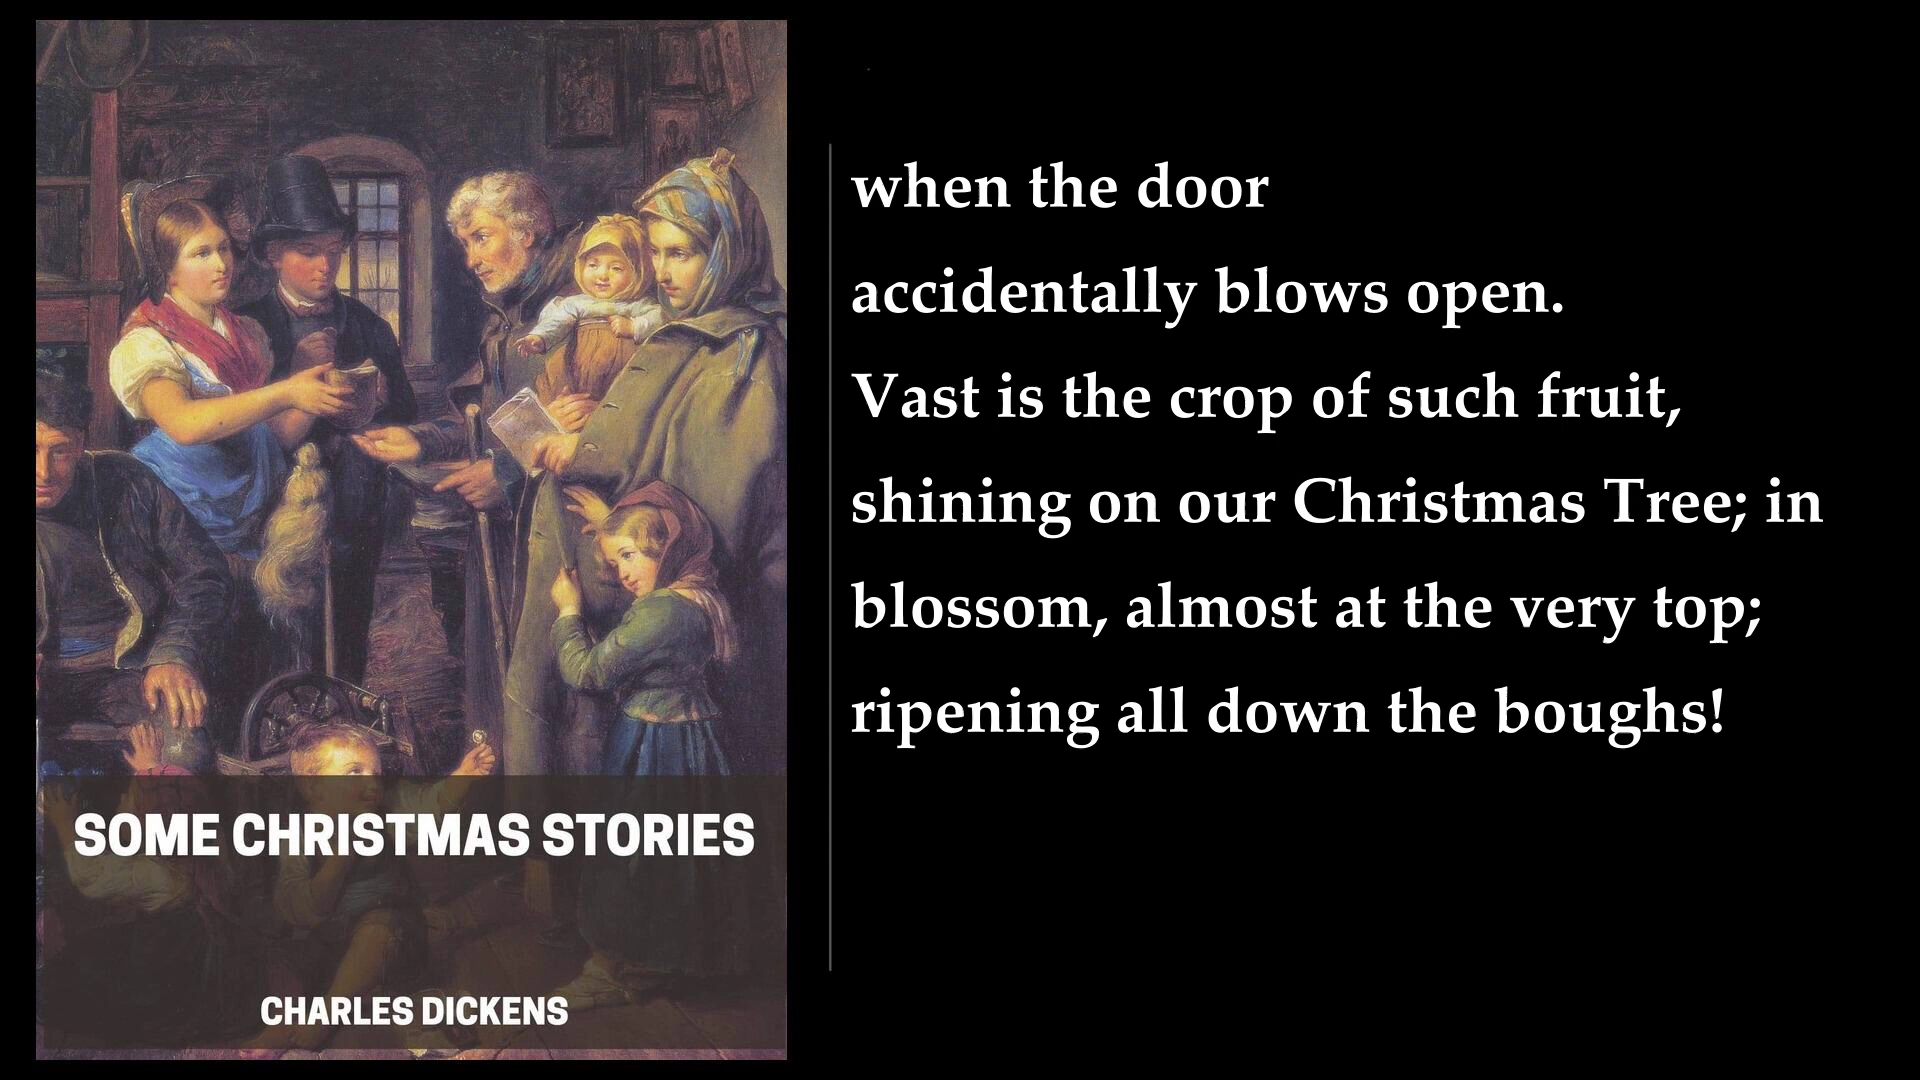 when the door
accidentally blows open.
Vast is the crop of such fruit,
shining on our Christmas Tree; in
blossom, almost at the very top;
ripening all down the boughs!
SOME CHRISTMAS STORIES
CHARLES DICKENS